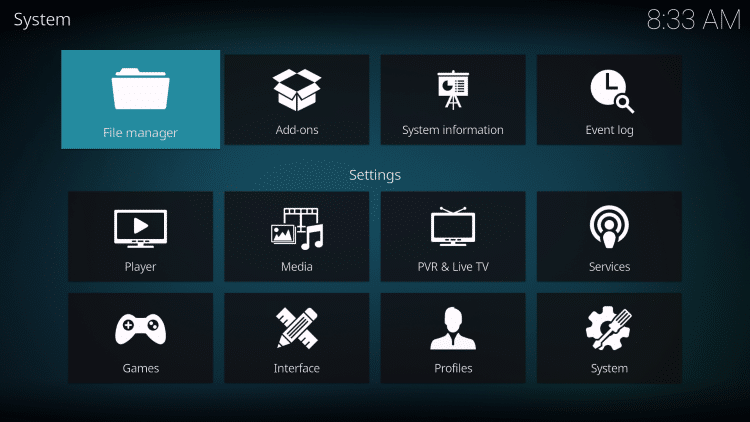 System
8:33 AM
File manager
Add-ons
System information
Event log
Settings
Player
Media
PVR & Live TV
Services
Games
Interface
Profiles
System